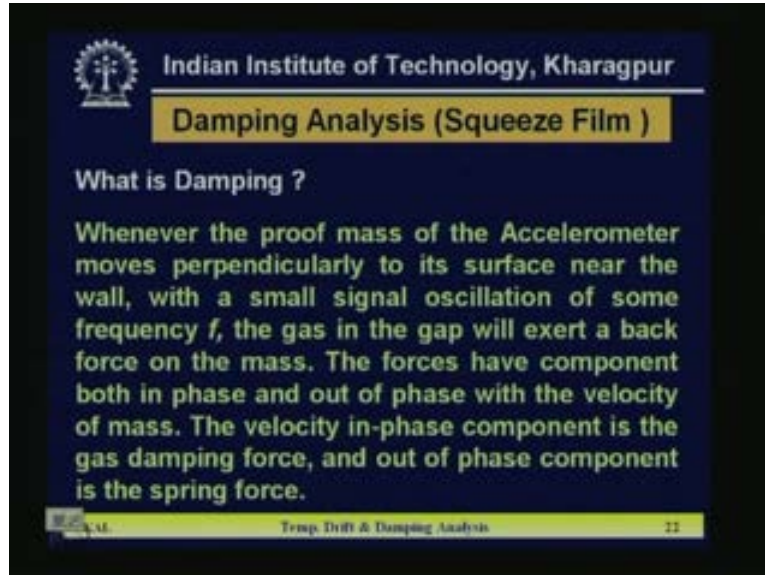 Indian Institute of Technology, Kharagpur
Damping Analysis (Squeeze Film )
What is Damping ?
Whenever the proof mass of the Accelerometer
moves perpendicularly to its surface near the
wall, with a small signal oscillation of some
frequency f, the gas in the gap will exert a back
force on the mass. The forces have component
both in phase and out of phase with the velocity
of mass. The velocity in-phase component is the
gas damping force, and out of phase component
is the spring force.
Temp. Drift & Damping Analysis
22